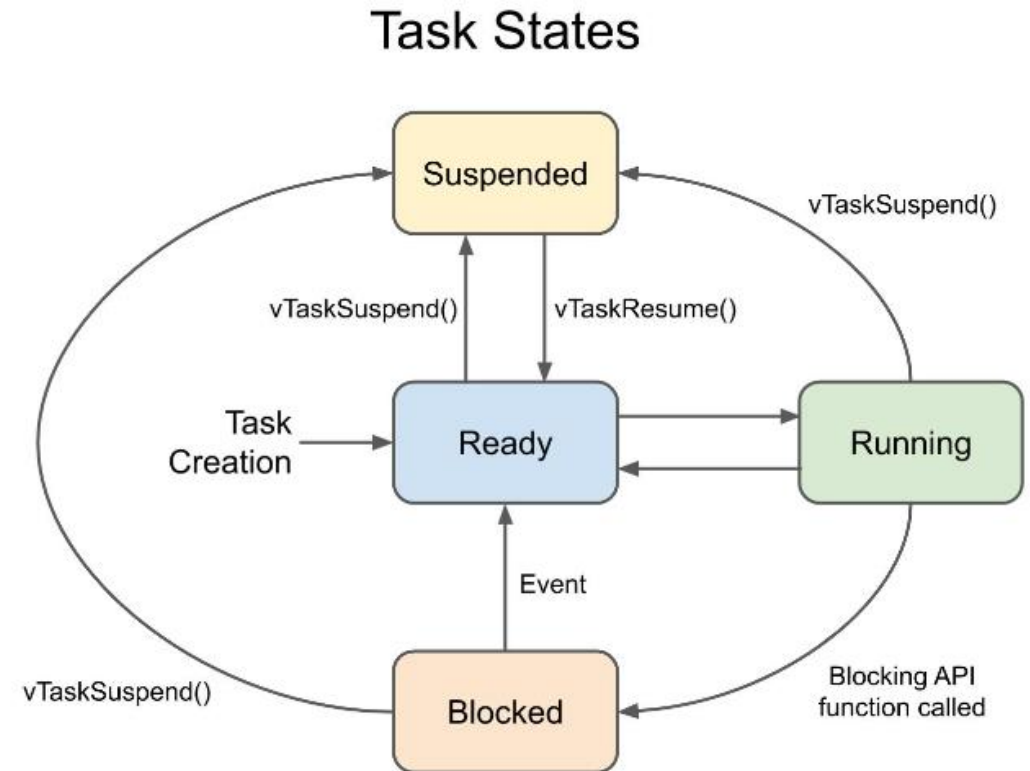 Task States
Suspended
vTaskSuspend()
vTaskSuspend()
vTaskResume()
Task
Creation
Ready
Running
Event
vTaskSuspend()
Blocked
Blocking API
function called